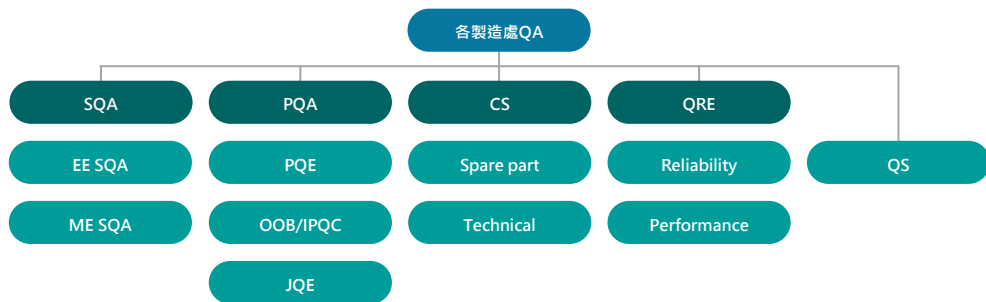 各製造處QA
SQA
PQA
CS
QRE
EE SQA
PQE
Spare part
Reliability
QS
ME SQA
OOB/IPQC
Technical
Performance
JQE